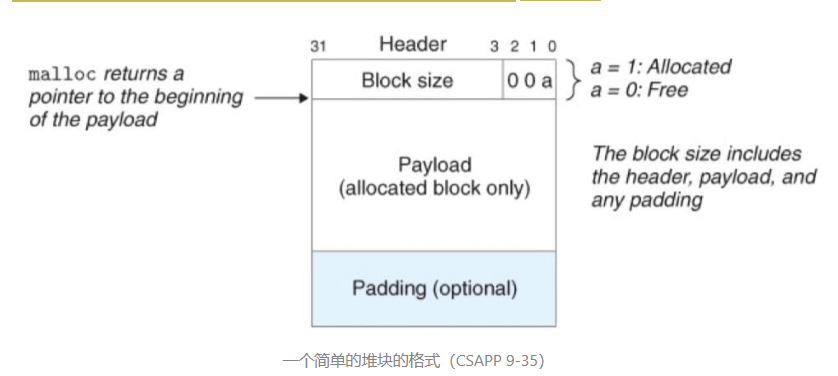 31 Header 3 2 1 0
malloc returns a
pointer to the beginning
of the payload
Block size 0 0 a
a = 1: Allocated
a = 0: Free
Payload
(allocated block only)
The block size includes
the header, payload, and
any padding
Padding (optional)
一个简单的堆块的格式（CSAPP 9-35）